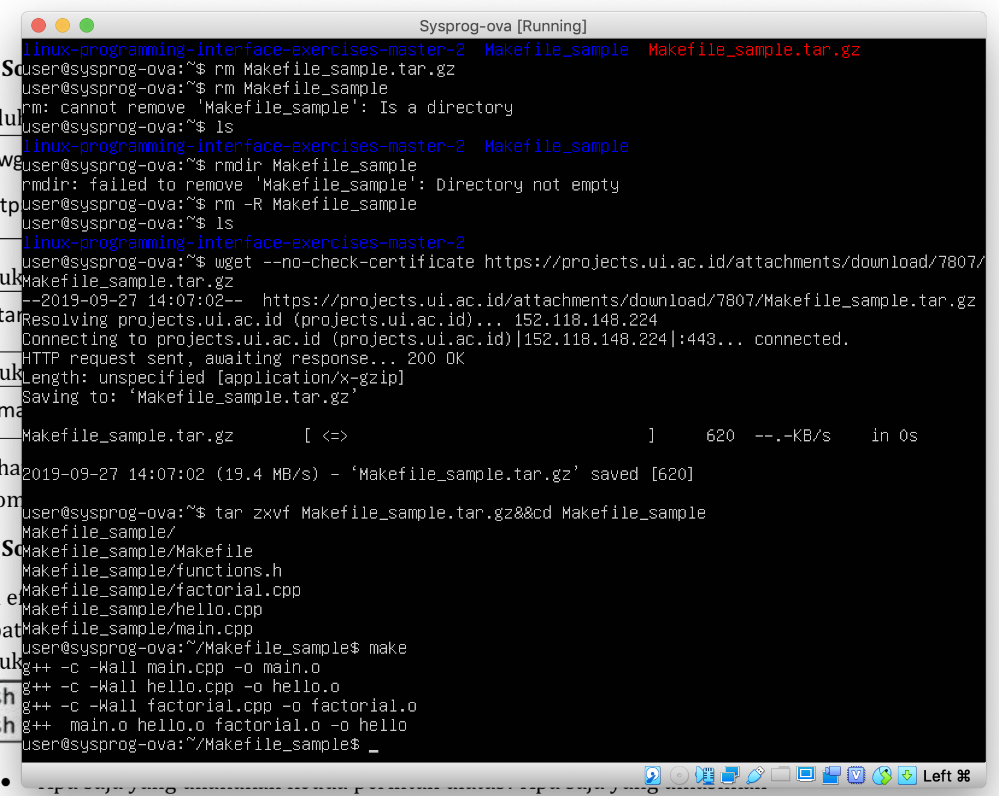 Sysprog-ova [Running]
linux-programming-interface-exercises-master-2  Makefile_sample  Makefile_sample.tar.gz
user@sysprog-ova:~$ rm Makefile_sample.tar.gz
user@sysprog-ova:~$ rm Makefile_sample
rm: cannot remove 'Makefile_sample': Is a directory
user@sysprog-ova:~$ ls
linux-programming-interface-exercises-master-2  Makefile_sample
user@sysprog-ova:~$ rmdir Makefile_sample
rmdir: failed to remove 'Makefile_sample': Directory not empty
user@sysprog-ova:~$ rm -R Makefile_sample
user@sysprog-ova:~$ ls
linux-programming-interface-exercises-master-2
user@sysprog-ova:~$ wget --no-check-certificate https://projects.ui.ac.id/attachments/download/7807/
Makefile_sample.tar.gz
--2019-09-27 14:07:02--  https://projects.ui.ac.id/attachments/download/7807/Makefile_sample.tar.gz
Resolving projects.ui.ac.id (projects.ui.ac.id)... 152.118.148.224
Connecting to projects.ui.ac.id (projects.ui.ac.id)|152.118.148.224|:443... connected.
HTTP request sent, awaiting response... 200 OK
Length: unspecified [application/x-gzip]
Saving to: ‘Makefile_sample.tar.gz’
Makefile_sample.tar.gz       [ <=>                               ]     620  --.-KB/s    in 0s
2019-09-27 14:07:02 (19.4 MB/s) - ‘Makefile_sample.tar.gz’ saved [620]
user@sysprog-ova:~$ tar zxvf Makefile_sample.tar.gz&&cd Makefile_sample
Makefile_sample/
Makefile_sample/Makefile
Makefile_sample/functions.h
Makefile_sample/factorial.cpp
Makefile_sample/hello.cpp
Makefile_sample/main.cpp
user@sysprog-ova:~/Makefile_sample$ make
g++ -c -Wall main.cpp -o main.o
g++ -c -Wall hello.cpp -o hello.o
g++ -c -Wall factorial.cpp -o factorial.o
g++  main.o hello.o factorial.o -o hello
user@sysprog-ova:~/Makefile_sample$ _
Left ⌘